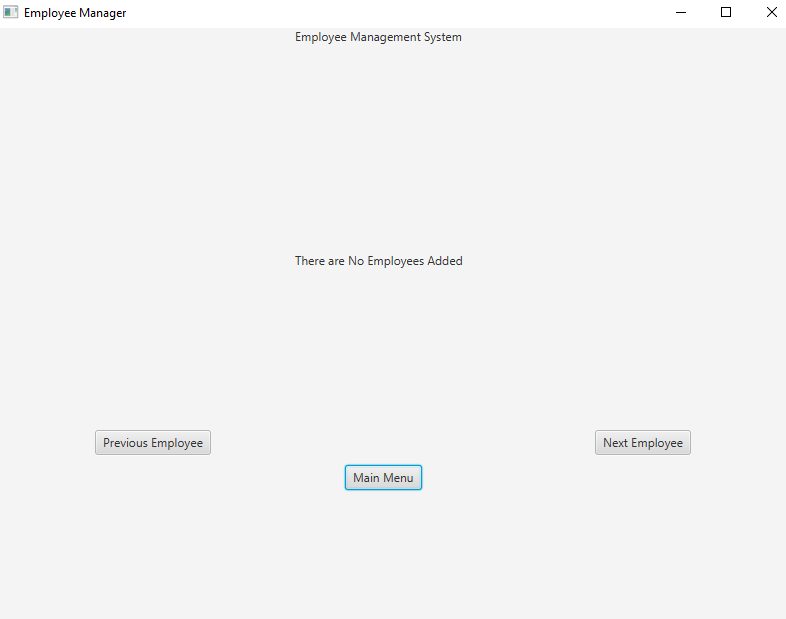 Employee Manager
Employee Management System
There are No Employees Added
Previous Employee
Next Employee
Main Menu